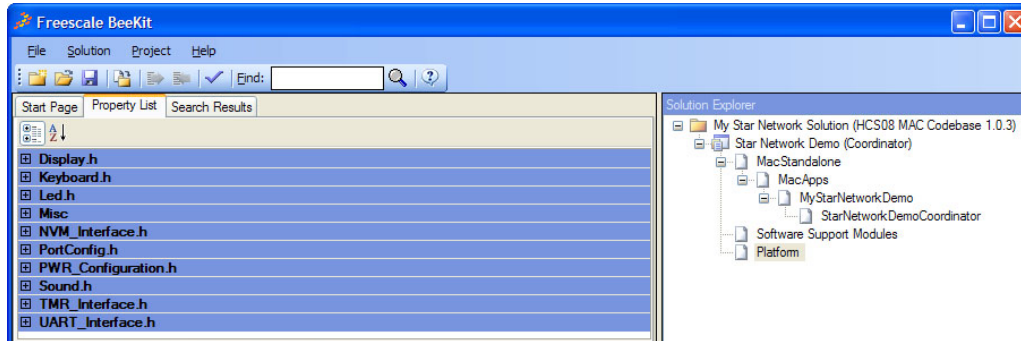 Freescale BeeKit
File Solution Project Help
Find:
Start Page Property List Search Results
Display.h
Keyboard.h
Led.h
Misc
NVM_Interface.h
PortConfig.h
PWR_Configuration.h
Sound.h
TMR_Interface.h
UART_Interface.h
Solution Explorer
My Star Network Solution (HCS08 MAC Codebase 1.0.3)
Star Network Demo (Coordinator)
MacStandalone
MacApps
MyStarNetworkDemo
StarNetworkDemoCoordinator
Software Support Modules
Platform